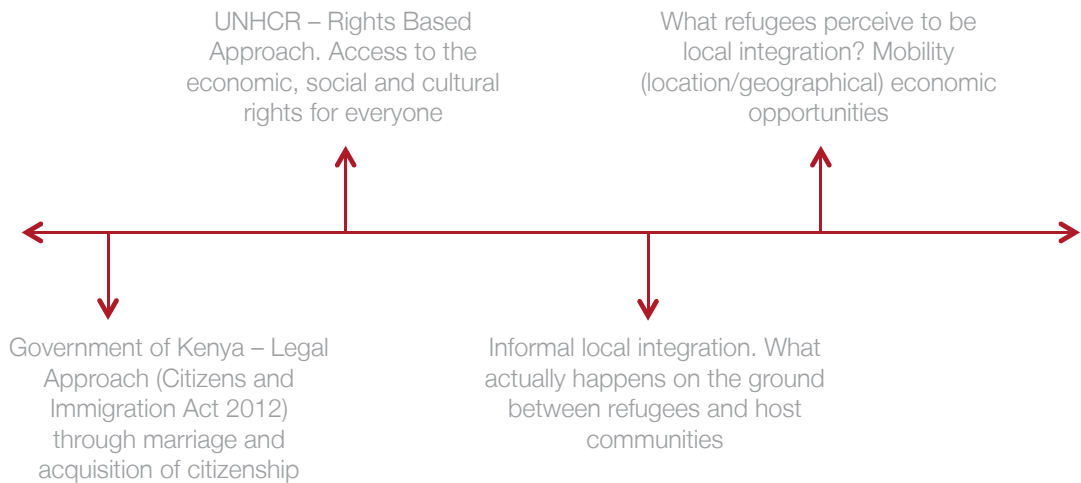 UNHCR – Rights Based
Approach. Access to the
economic, social and cultural
rights for everyone
What refugees perceive to be
local integration? Mobility
(location/geographical) economic
opportunities
Government of Kenya – Legal
Approach (Citizens and
Immigration Act 2012)
through marriage and
acquisition of citizenship
Informal local integration. What
actually happens on the ground
between refugees and host
communities